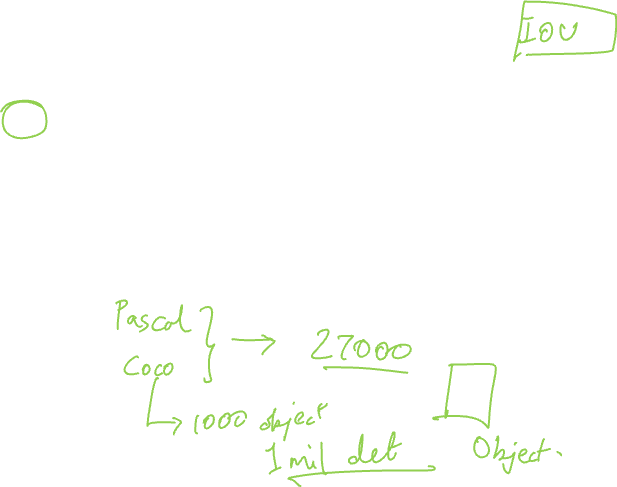 IOU
Pascal
Coco
27000
1000 object
1 mil det
Object.